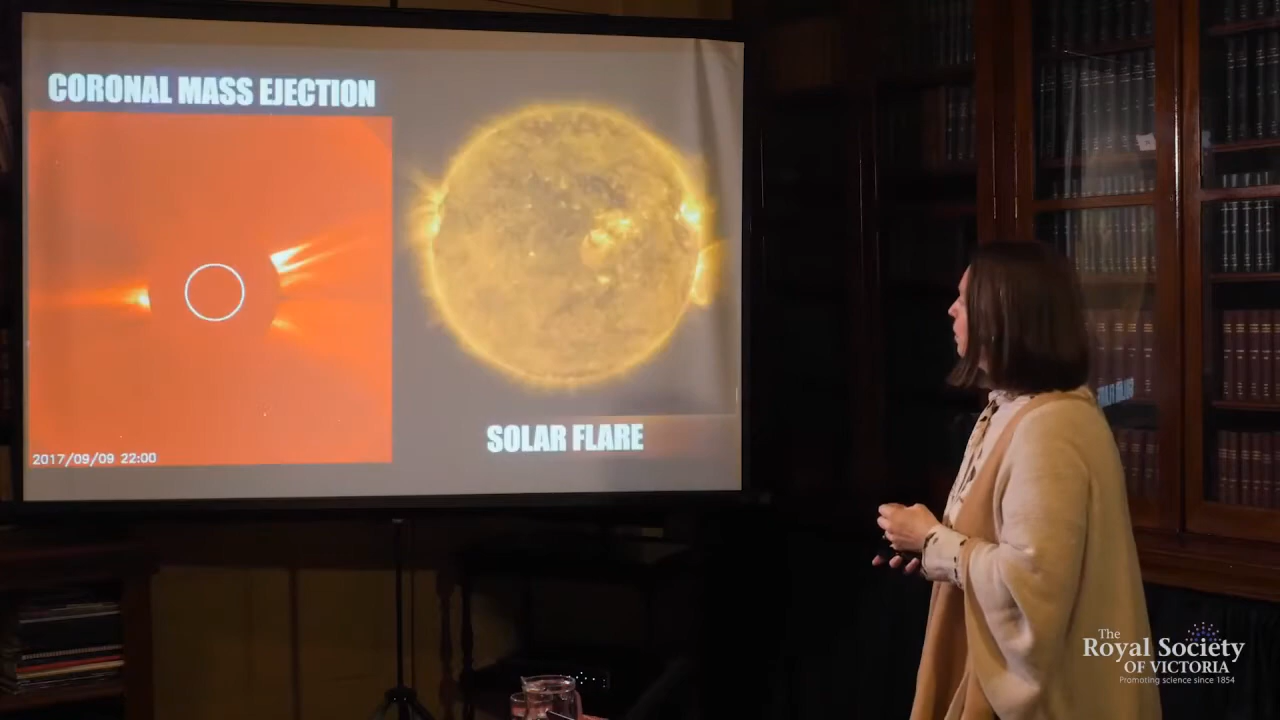 CORONAL MASS EJECTION
2017/09/09 22:00
SOLAR FLARE
The
Royal Society
OF VICTORIA
Promoting science since 1854